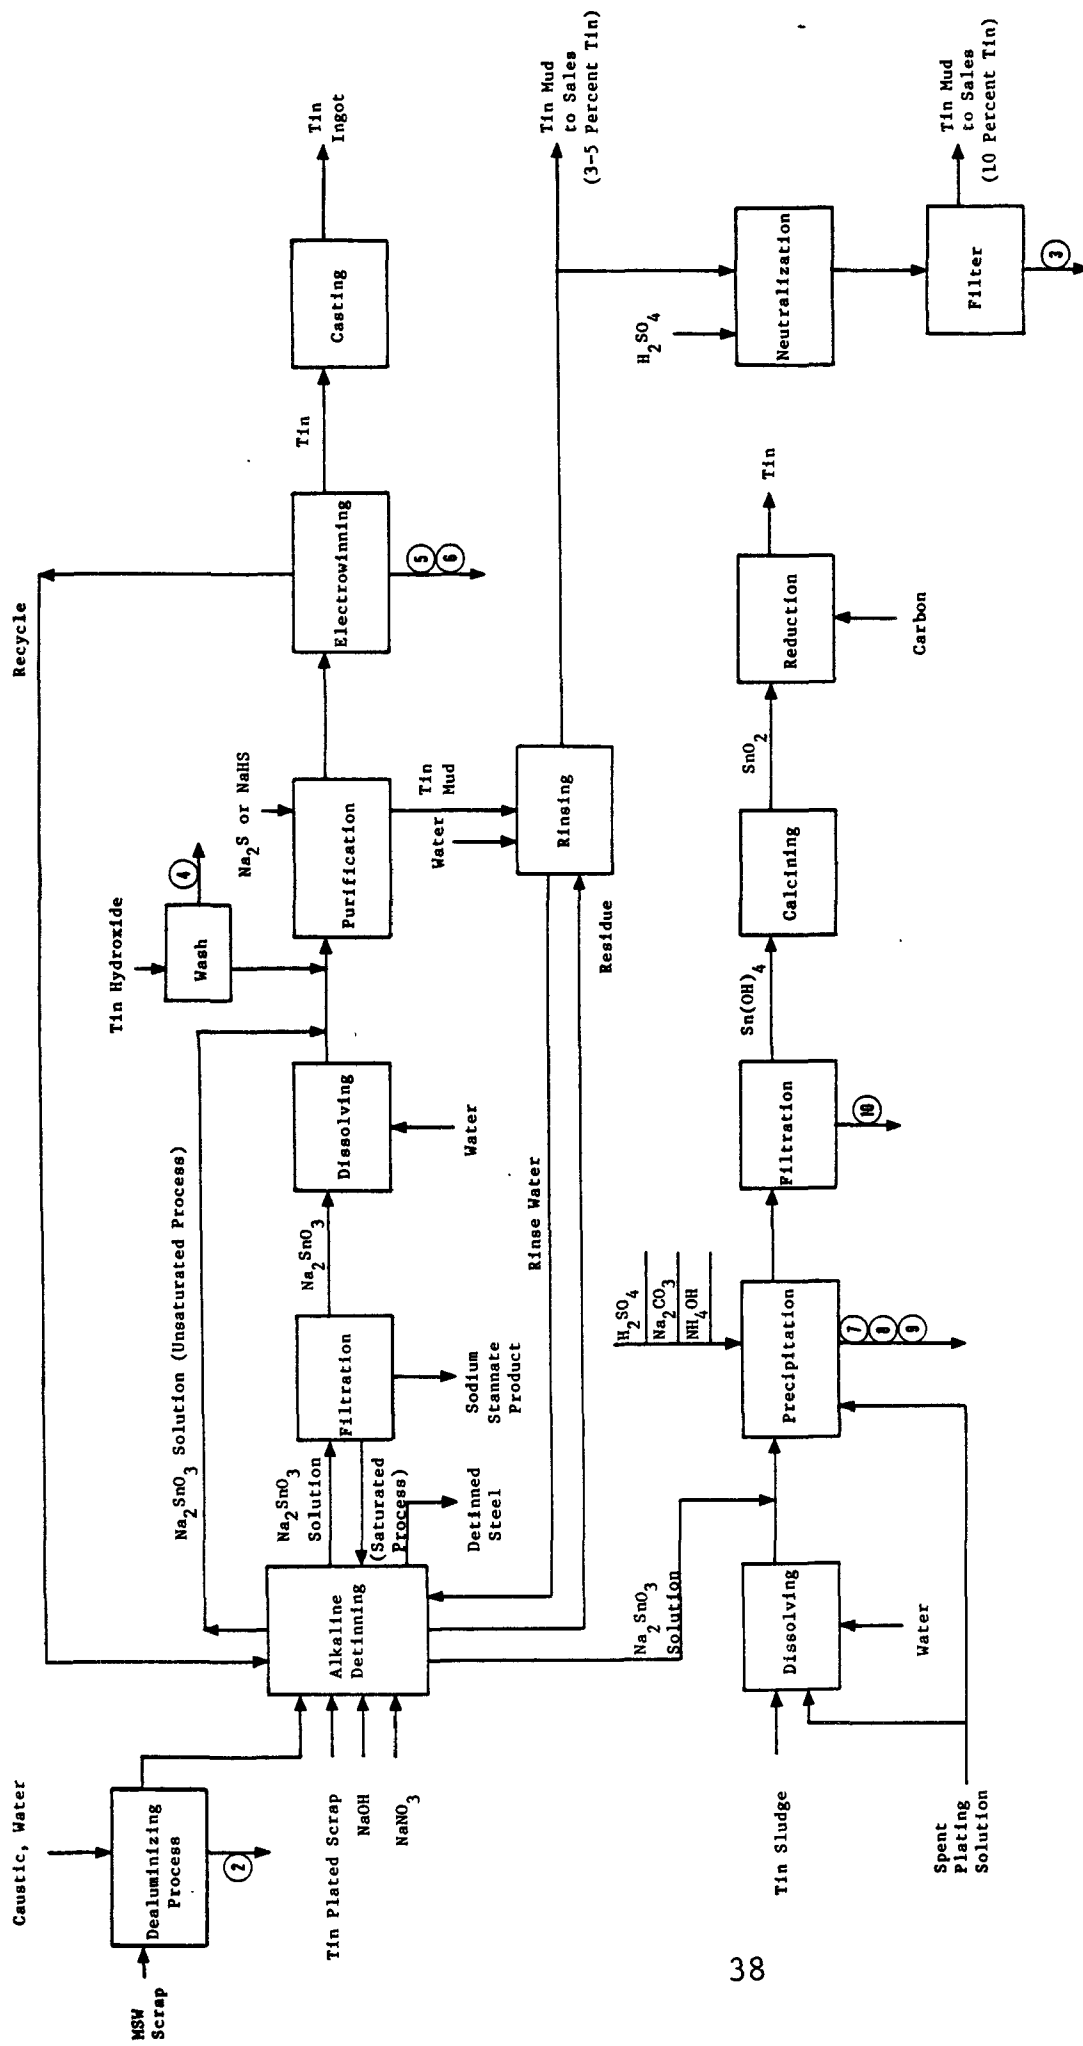 Caustic, Water
MSW
Scrap
Dealuminizing
Process
2
Tin Plated Scrap
NaOH
NaNO3
Alkaline
Detinning
Recycle
Na2SnO3 Solution (Unsaturated Process)
Na2SnO3
Solution
(Saturated
Process)
Detinned
Steel
Filtration
Sodium
Stannate
Product
Na2SnO3
Dissolving
Water
Tin Hydroxide
Wash
4
Na2S or NaHS
Purification
Tin
Mud
Water
Electrowinning
5
6
Tin
Casting
Tin
Ingot
Rinse Water
Residue
Rinsing
Tin Mud
to Sales
(3-5 Percent Tin)
H2SO4
Neutralization
Filter
3
Tin Mud
to Sales
(10 Percent Tin)
Na2SnO3
Solution
Tin Sludge
Dissolving
Water
Spent
Plating
Solution
H2SO4
Na2CO3
NH4OH
Precipitation
7
8
9
Filtration
10
Sn(OH)4
Calcining
SnO2
Reduction
Carbon
Tin
38